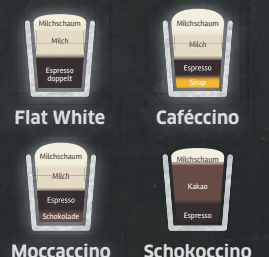 Milchschaum
Milch
Espresso
doppelt
Flat White
Milchschaum
Milch
Espresso
Sirup
Caféccino
Milchschaum
Milch
Espresso
Schokolade
Moccaccino
Milchschaum
Kakao
Espresso
Schokoccino